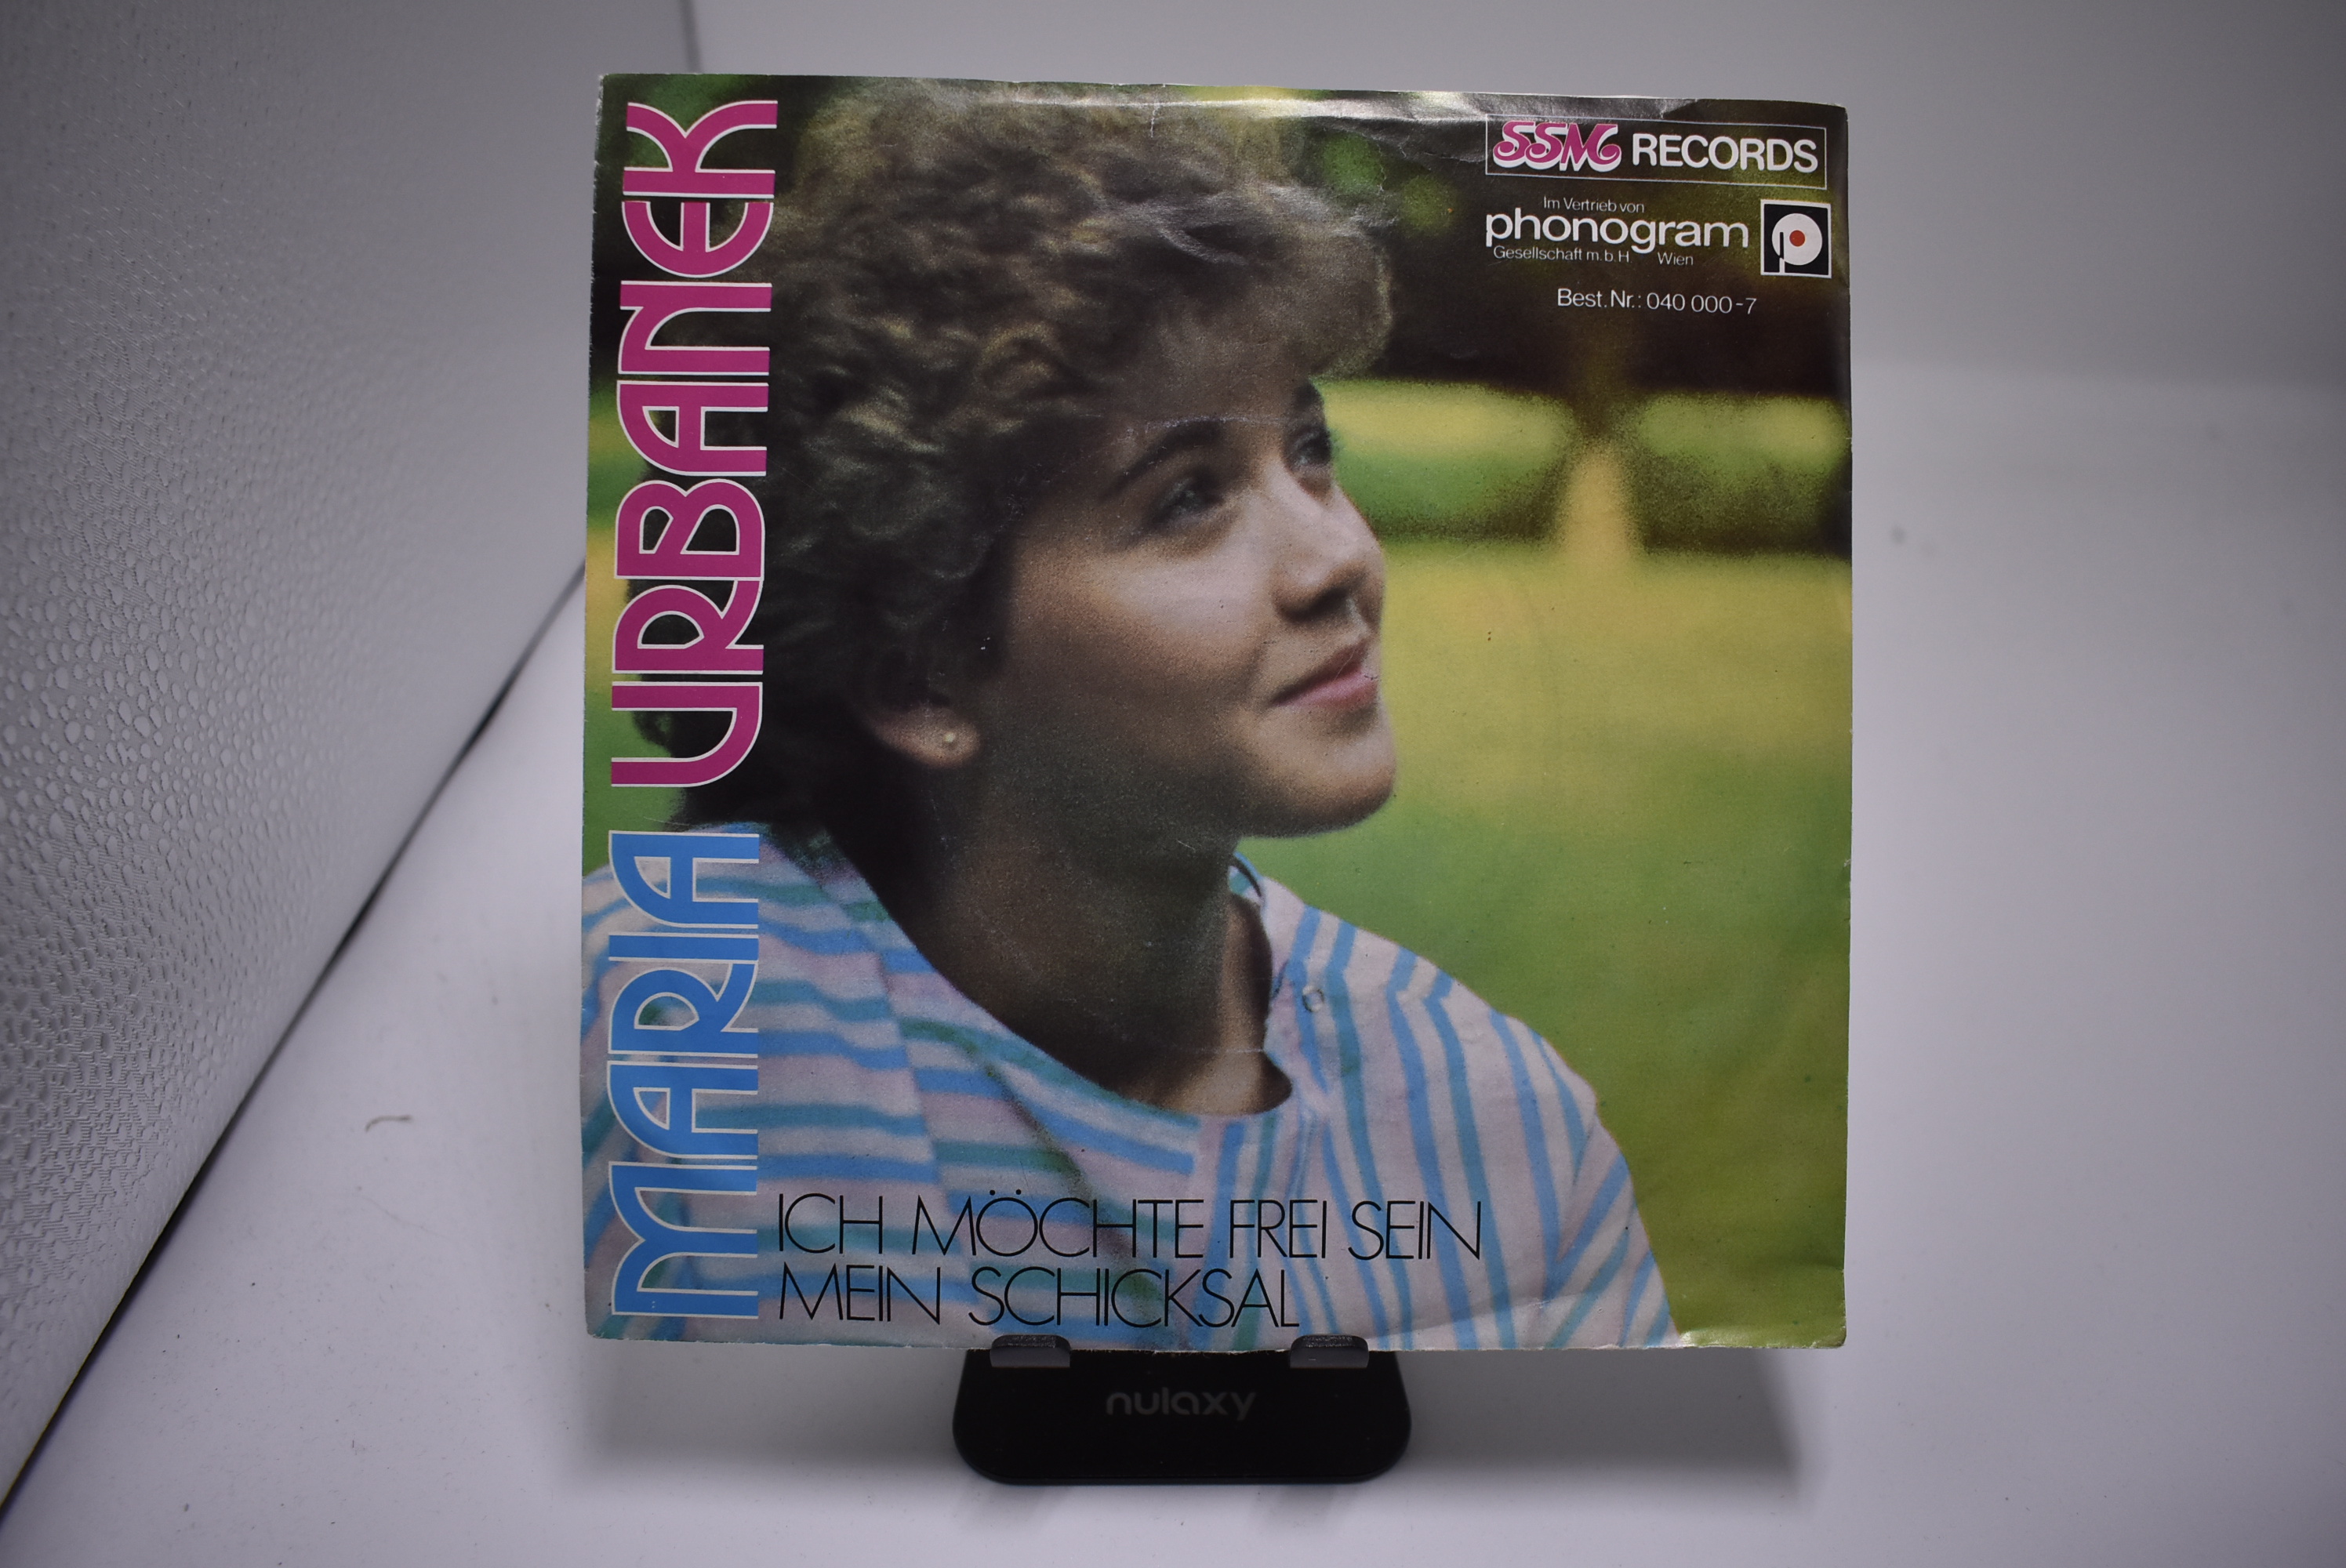 MARIA URBANEK
SSM RECORDS
Im Vertrieb von
phonogram
Gesellschaft m.b.H Wien
Best.Nr.: 040 000-7
ICH MÖCHTE FREI SEIN
MEIN SCHICKSAL
nulaxy